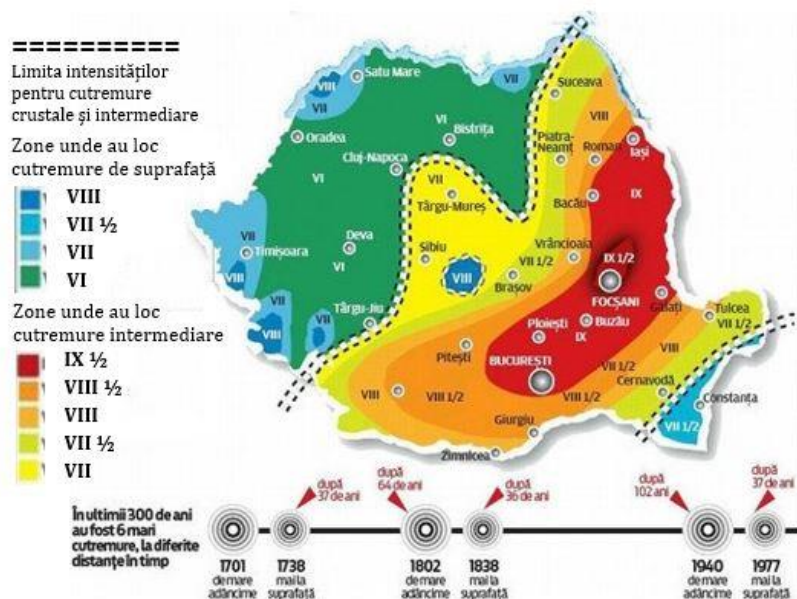 Limita intensităților
pentru cutremure
crustale și intermediare
Zone unde au loc
cutremure de suprafață
VIII
VII ½
VII
VI
Zone unde au loc
cutremure intermediare
IX ½
VIII ½
VIII
VII ½
VII
VIII
Satu Mare
VII
VII
Suceava
VIII
Oradea
VI
Bistrița
Piatra-
Neamț
Roman
Iași
Cluj-Napoca
VI
VII
Târgu-Mureș
Bacău
IX
VII
Timișoara
Deva
VI
Sibiu
VIII
VII 1/2
Vrâncioaia
IX 1/2
VIII
Brașov
FOCȘANI
VII
VII
Târgu-Jiu
Galați
Tulcea
VIII
Ploiești
Buzău
VII 1/2
Pitești
IX
VIII
BUCUREȘTI
VII 1/2
Cernavodă
VIII
VIII 1/2
VIII 1/2
Constanța
VII 1/2
Giurgiu
Zimnicea
În ultimii 300 de ani
au fost 6 mari
cutremure, la diferite
distanțe în timp
după
37 de ani
după
64 de ani
după
36 de ani
după
102 ani
după
37 de ani
1701
de mare
adâncime
1738
mai la
suprafață
1802
de mare
adâncime
1838
mai la
suprafață
1940
de mare
adâncime
1977
mai la
suprafață